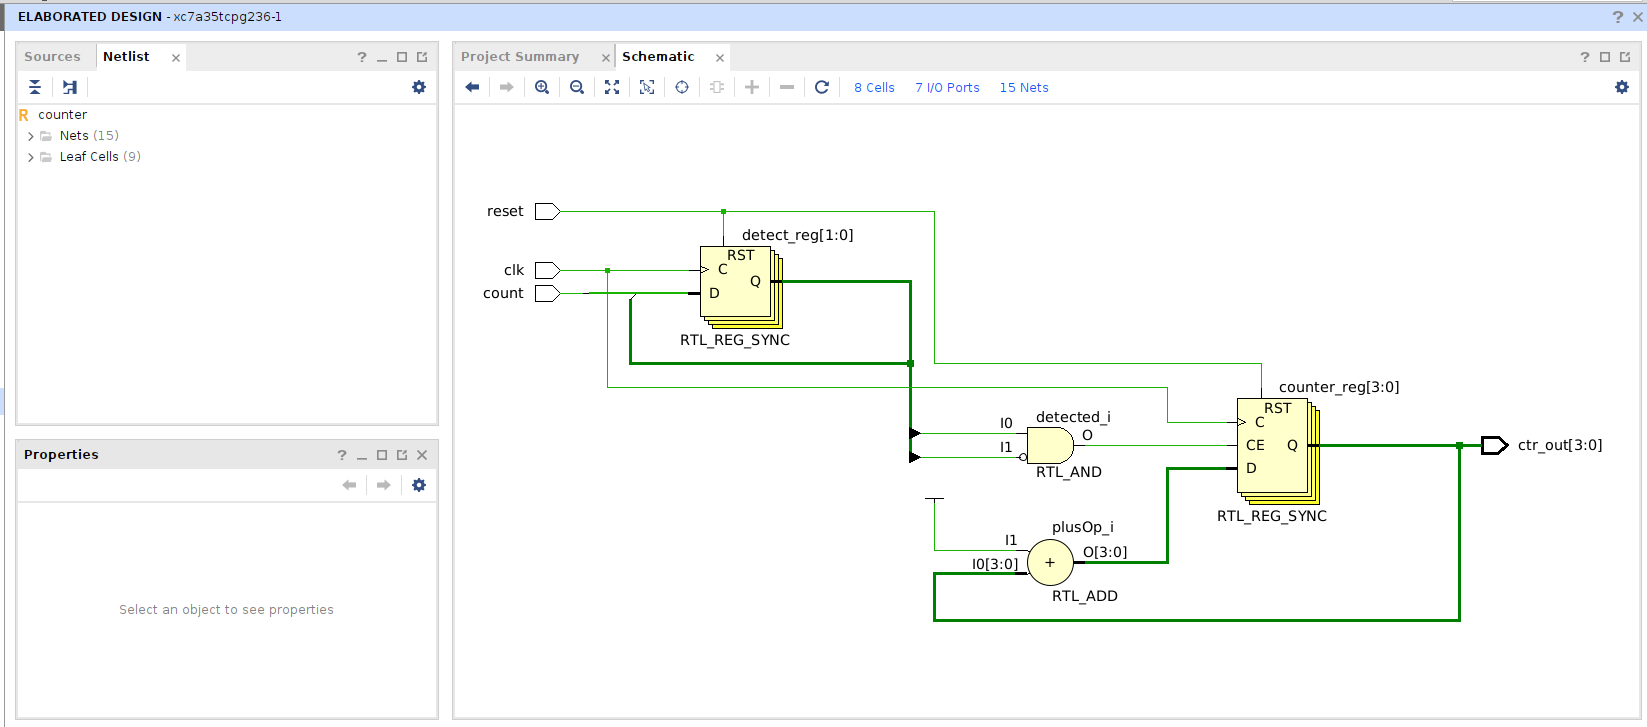 ELABORATED DESIGN - xc7a35tcpg236-1
? ×
Sources Netlist × ?
R counter
> Nets (15)
> Leaf Cells (9)
Properties ?
Select an object to see properties
Project Summary × Schematic × ?
8 Cells 7 I/O Ports 15 Nets
reset
detect_reg[1:0]
RST
clk
C
Q
count
D
RTL_REG_SYNC
counter_reg[3:0]
RST
C
detected_i
I0
O
I1
RTL_AND
CE Q
ctr_out[3:0]
D
RTL_REG_SYNC
plusOp_i
I1
O[3:0]
I0[3:0]
+
RTL_ADD